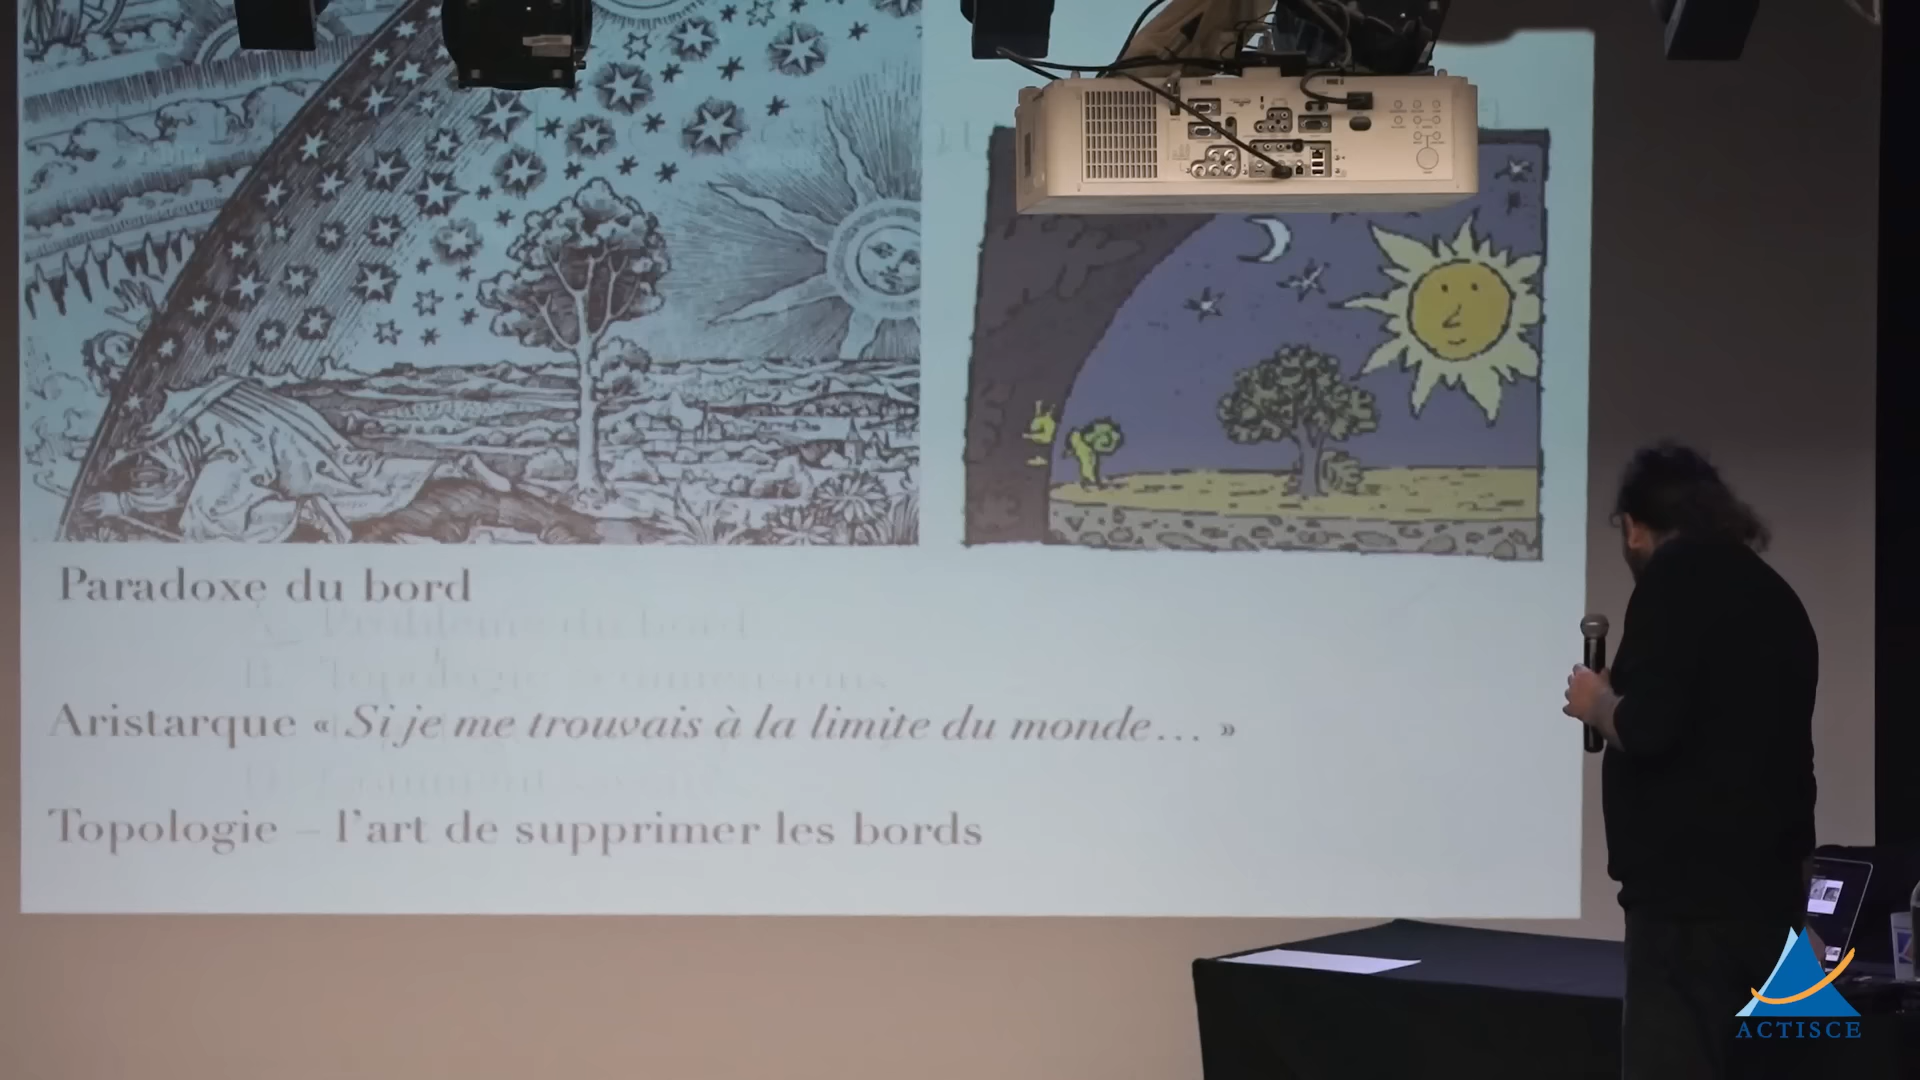 Paradoxe du bord
Aristarque « Si je me trouvais à la limite du monde… »
Topologie – l’art de supprimer les bords
ACTISCE